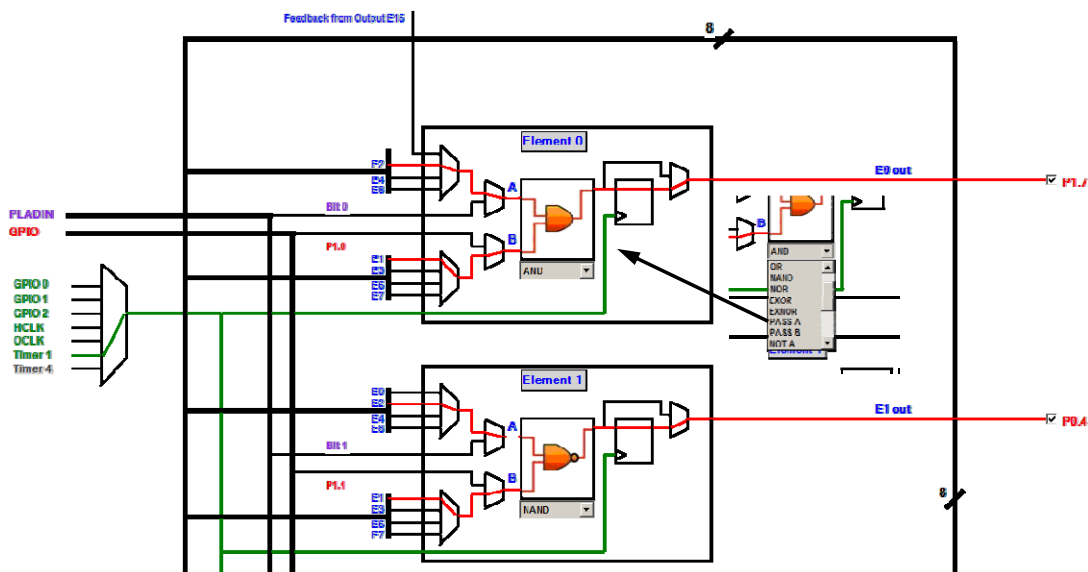 Feedback from Output E15
8
Element 0
E2
E4
E6
A
Bit 0
PLADIN
GPIO
P1.0
B
E1
E3
E5
E7
AND
E0 out
P1.7
B
AND
OR
NAND
NOR
EXOR
EXNOR
PASS A
PASS B
NOT A
Element 1
GPIO 0
GPIO 1
GPIO 2
HCLK
OCLK
Timer 1
Timer 4
Element 1
E0
E2
E4
E6
A
Bit 1
P1.1
B
E1
E3
E5
E7
NAND
E1 out
P0.4
8